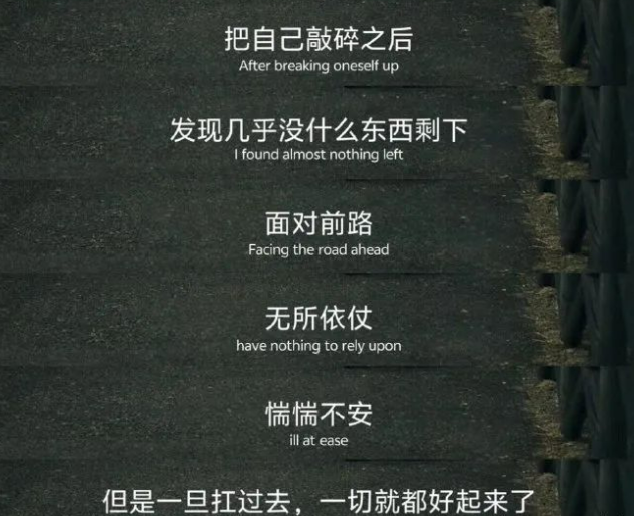 把自己敲碎之后
After breaking oneself up
发现几乎没什么东西剩下
I found almost nothing left
面对前路
Facing the road ahead
无所依仗
have nothing to rely upon
惴惴不安
ill at ease
但是一旦扛过去，一切就都好起来了